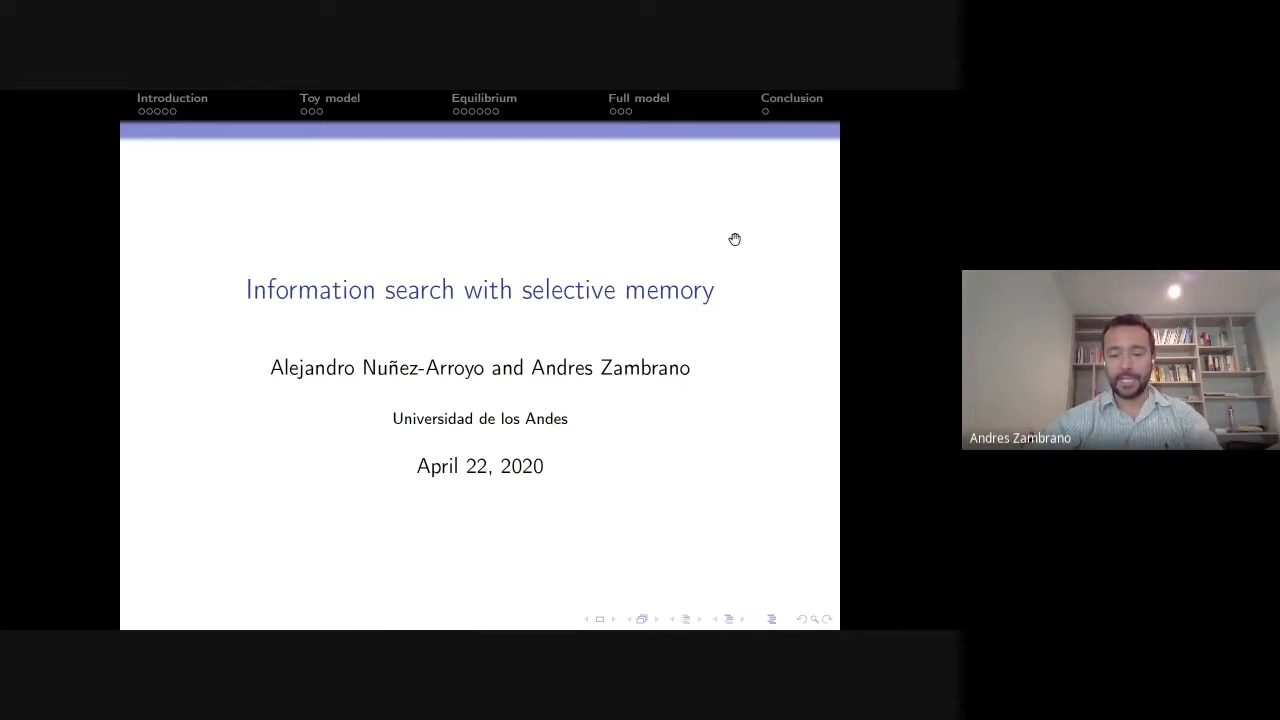 Introduction
Toy model
Equilibrium
Full model
Conclusion
Information search with selective memory
Alejandro Nuñez-Arroyo and Andres Zambrano
Universidad de los Andes
April 22, 2020
Andres Zambrano